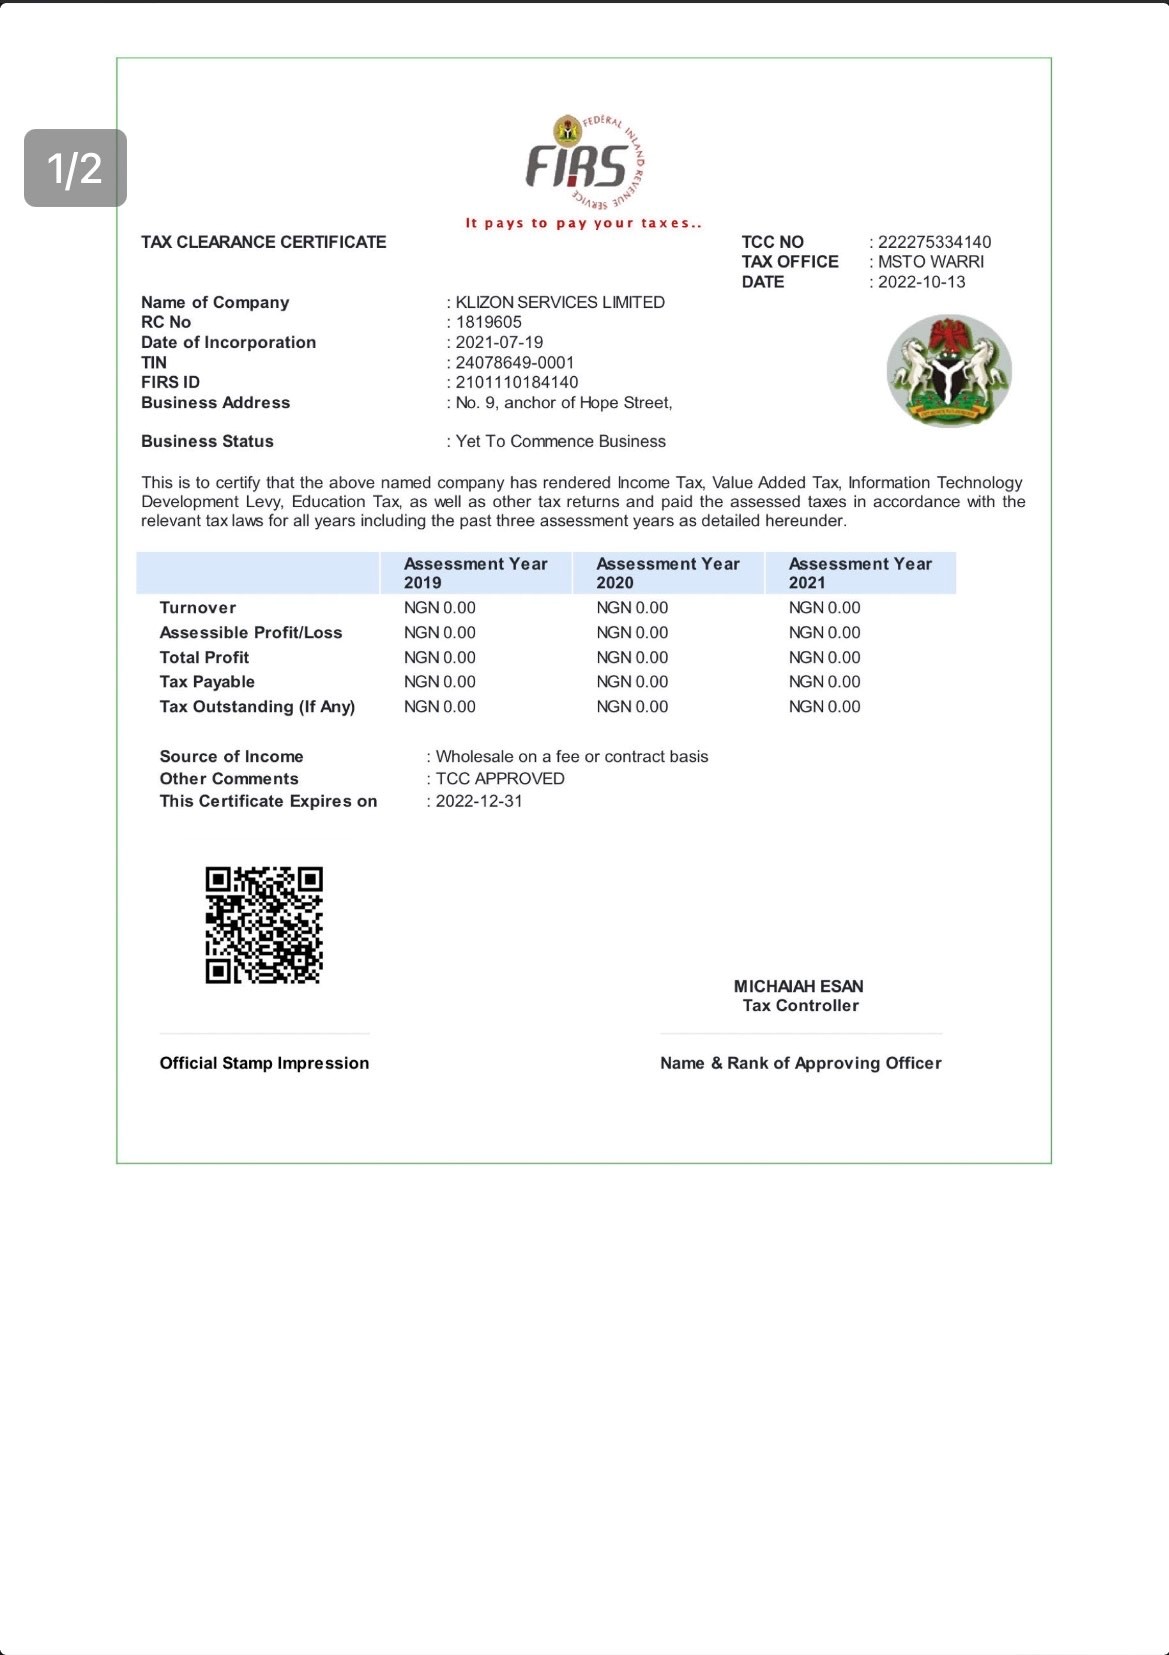 1/2
FEDERAL INLAND REVENUE SERVICE
FIRS
It pays to pay your taxes..
TAX CLEARANCE CERTIFICATE
TCC NO : 222275334140
TAX OFFICE : MSTO WARRI
DATE : 2022-10-13
Name of Company : KLIZON SERVICES LIMITED
RC No : 1819605
Date of Incorporation : 2021-07-19
TIN : 24078649-0001
FIRS ID : 2101110184140
Business Address : No. 9, anchor of Hope Street,
Business Status : Yet To Commence Business
This is to certify that the above named company has rendered Income Tax, Value Added Tax, Information Technology
Development Levy, Education Tax, as well as other tax returns and paid the assessed taxes in accordance with the
relevant tax laws for all years including the past three assessment years as detailed hereunder.
Assessment Year 2019 Assessment Year 2020 Assessment Year 2021
Turnover NGN 0.00 NGN 0.00 NGN 0.00
Assessible Profit/Loss NGN 0.00 NGN 0.00 NGN 0.00
Total Profit NGN 0.00 NGN 0.00 NGN 0.00
Tax Payable NGN 0.00 NGN 0.00 NGN 0.00
Tax Outstanding (If Any) NGN 0.00 NGN 0.00 NGN 0.00
Source of Income : Wholesale on a fee or contract basis
Other Comments : TCC APPROVED
This Certificate Expires on : 2022-12-31
MICHAIAH ESAN
Tax Controller
Official Stamp Impression
Name & Rank of Approving Officer